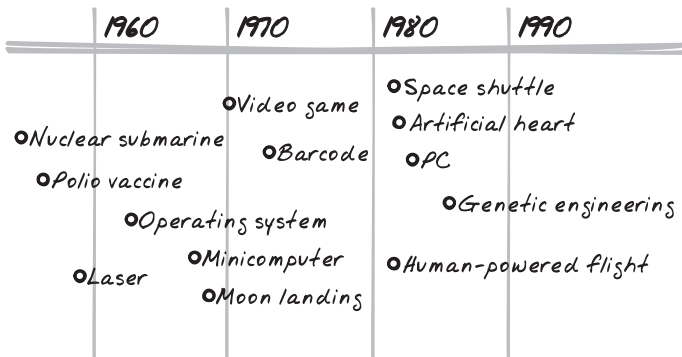 1960 1970 1980 1990
Space shuttle
Video game
Artificial heart
Nuclear submarine
Barcode
PC
Polio vaccine
Genetic engineering
Operating system
Minicomputer
Human-powered flight
Laser
Moon landing